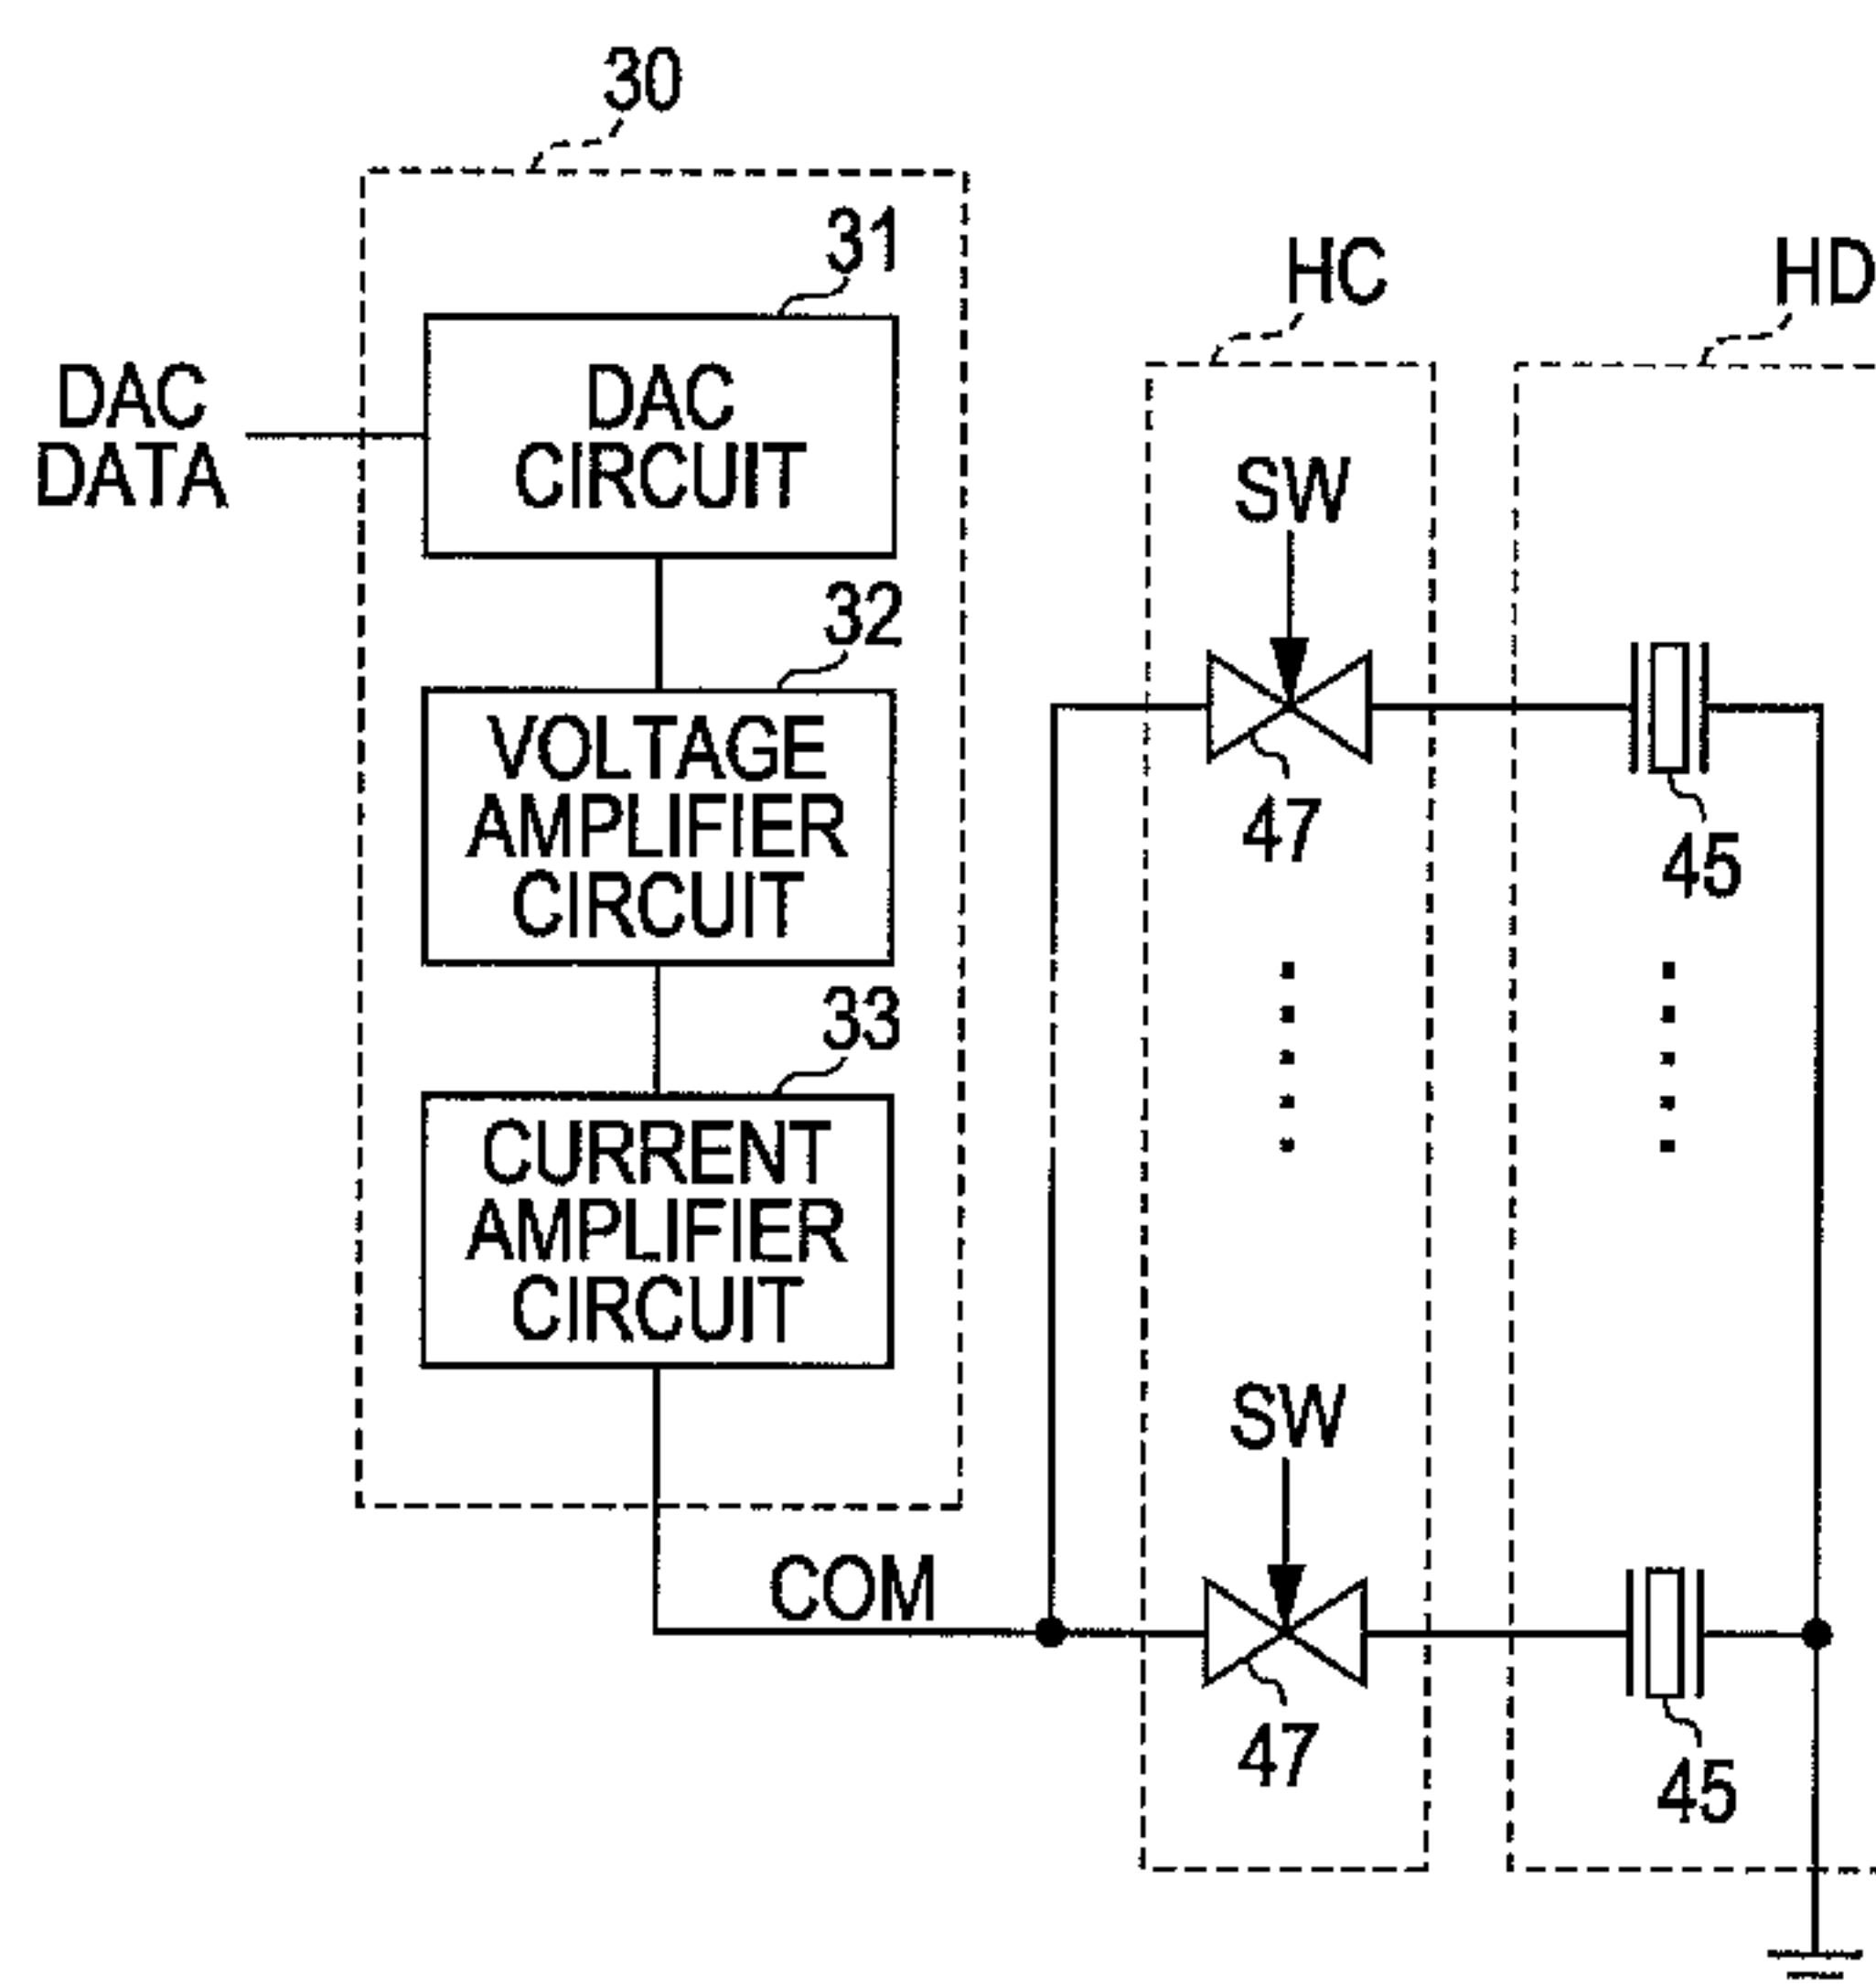 30
31
HC
HD
DAC
DATA
DAC
CIRCUIT
SW
32
VOLTAGE
AMPLIFIER
CIRCUIT
47
45
33
CURRENT
AMPLIFIER
CIRCUIT
SW
COM
47
45